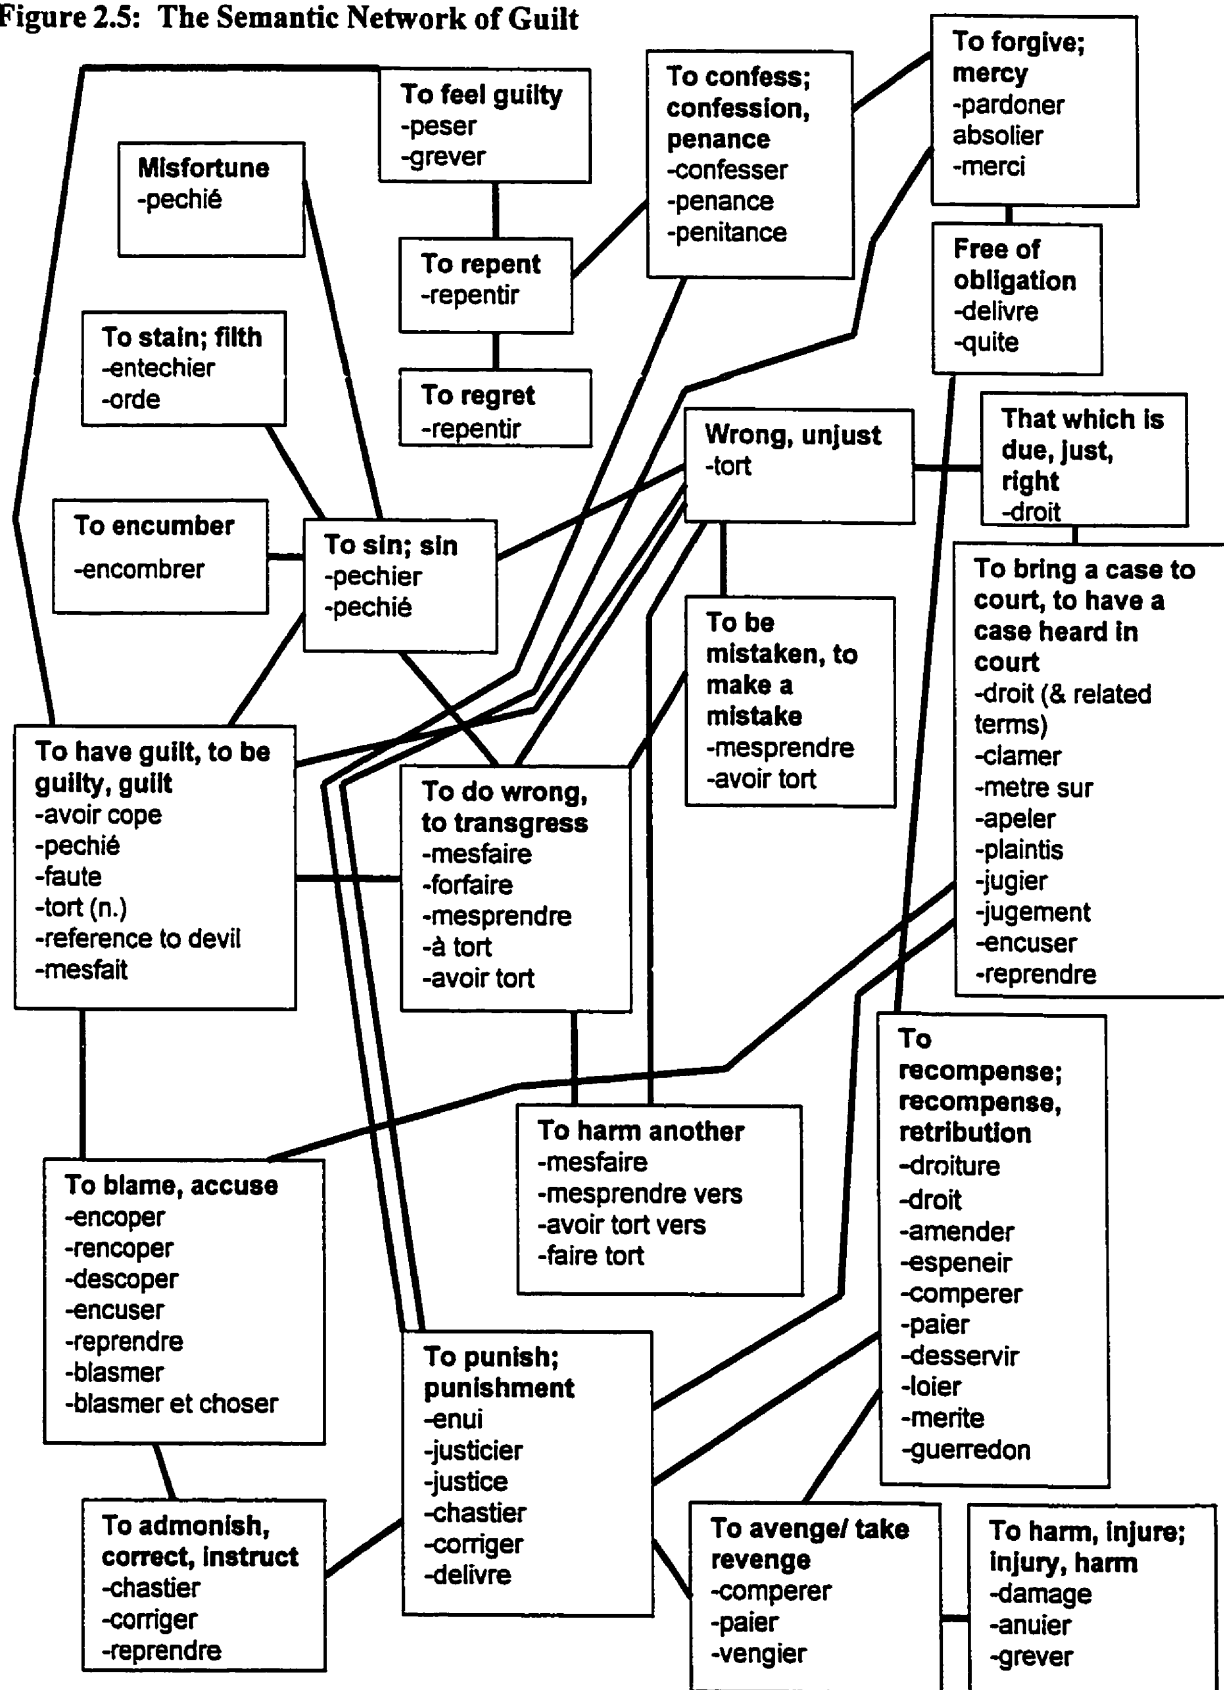 Figure 2.5: The Semantic Network of Guilt
To feel guilty
-peser
-grever
To confess;
confession,
penance
-confesser
-penance
-penitance
To forgive;
mercy
-pardoner
absolier
-merci
Misfortune
-pechié
To repent
-repentir
Free of
obligation
-delivre
-quite
To stain; filth
-entechier
-orde
To regret
-repentir
Wrong, unjust
-tort
That which is
due, just,
right
-droit
To encumber
-encombrer
To sin; sin
-pechier
-pechié
To be
mistaken, to
make a
mistake
-mesprendre
-avoir tort
To bring a case to
court, to have a
case heard in
court
-droit (& related
terms)
-clamer
-metre sur
-apeler
-plaintis
-jugier
-jugement
-encuser
-reprendre
To have guilt, to be
guilty, guilt
-avoir cope
-pechié
-faute
-tort (n.)
-reference to devil
-mesfait
To do wrong,
to transgress
-mesfaire
-forfaire
-mesprendre
-à tort
-avoir tort
To
recompense;
recompense,
retribution
-droiture
-droit
-amender
-espeneir
-comperer
-paier
-desservir
-loier
-merite
-guerredon
To harm another
-mesfaire
-mesprendre vers
-avoir tort vers
-faire tort
To blame, accuse
-encoper
-rencoper
-descoper
-encuser
-reprendre
-blasmer
-blasmer et choser
To punish;
punishment
-enui
-justicier
-justice
-chastier
-corriger
-delivre
To admonish,
correct, instruct
-chastier
-corriger
-reprendre
To avenge/ take
revenge
-comperer
-paier
-vengier
To harm, injure;
injury, harm
-damage
-anuier
-grever